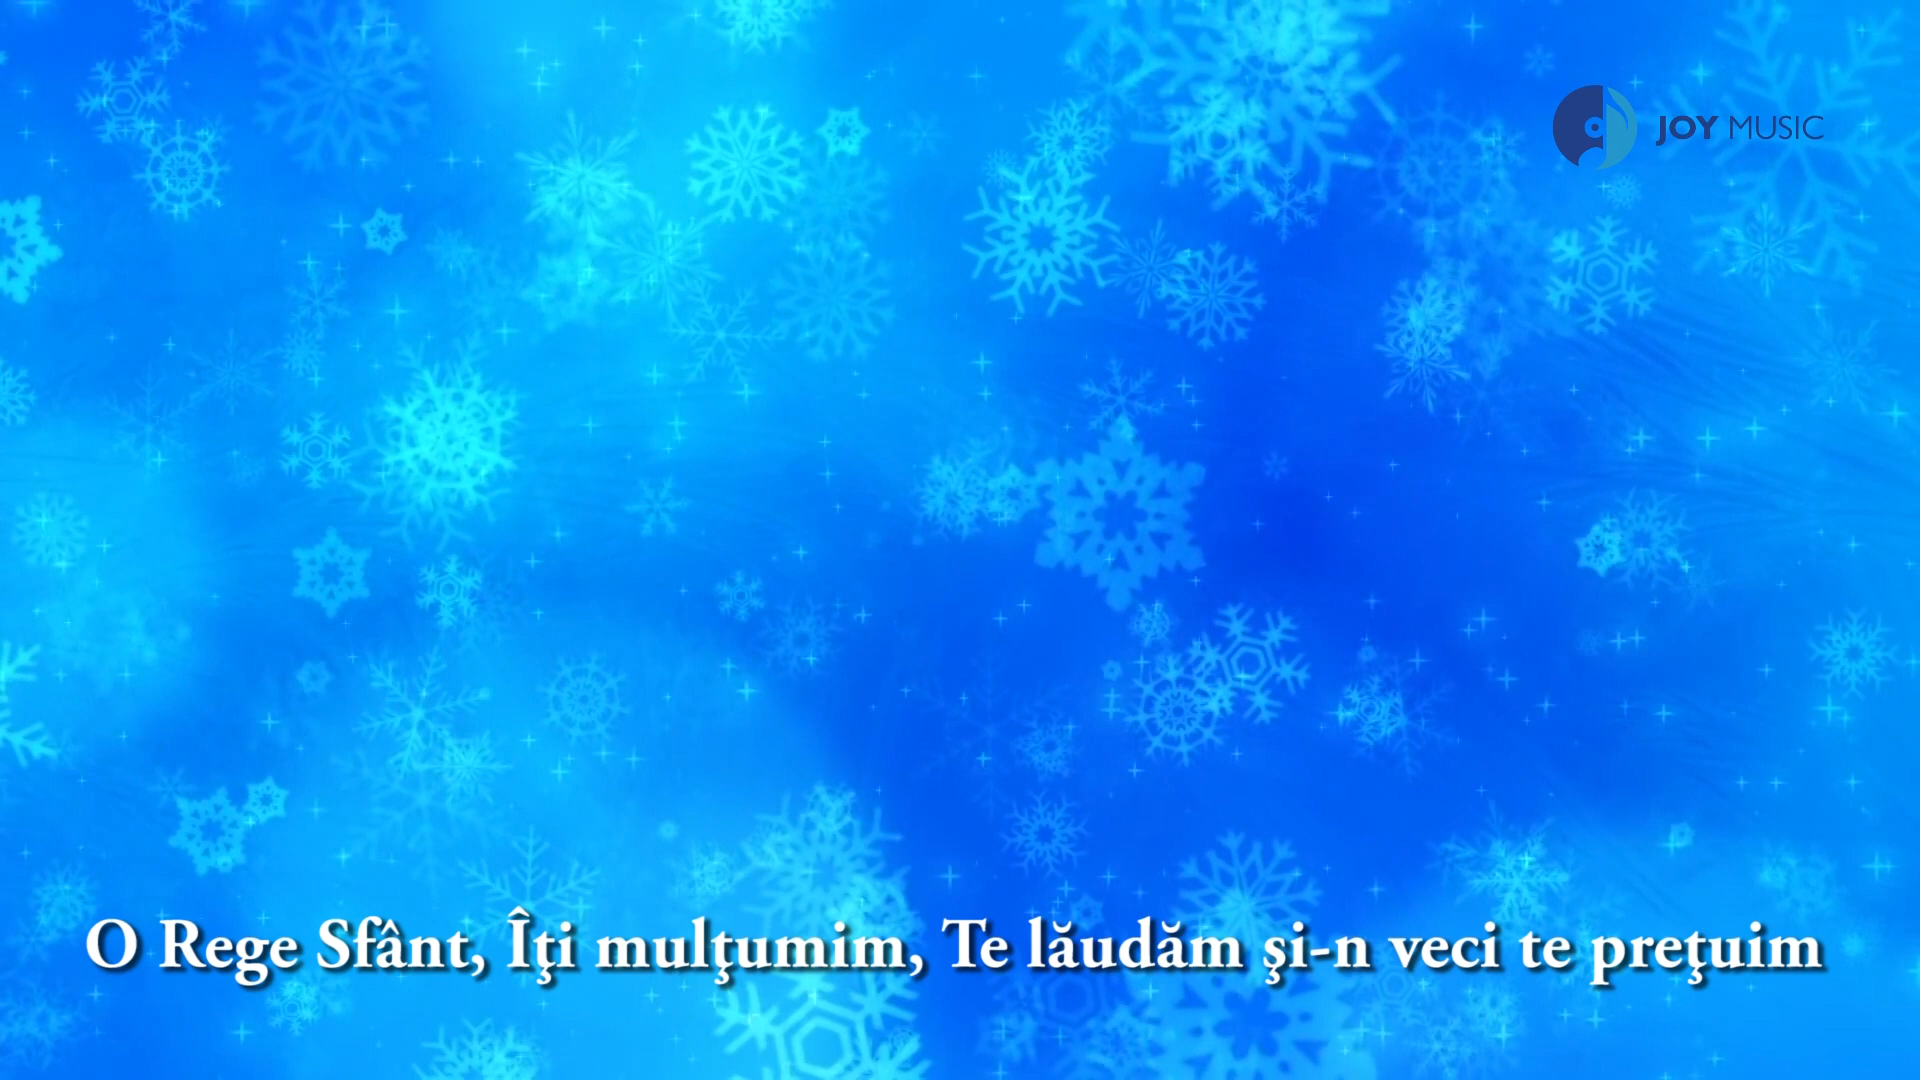 JOY MUSIC
O Rege Sfânt, Îţi mulţumim, Te lăudăm şi-n veci te preţuim